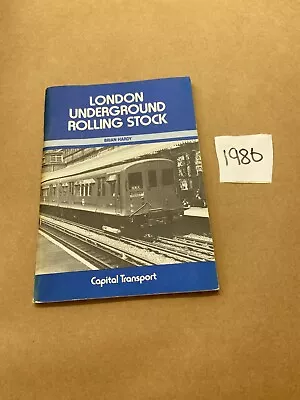 LONDON
UNDERGROUND
ROLLING STOCK
BRIAN HARDY
Capital Transport
1986